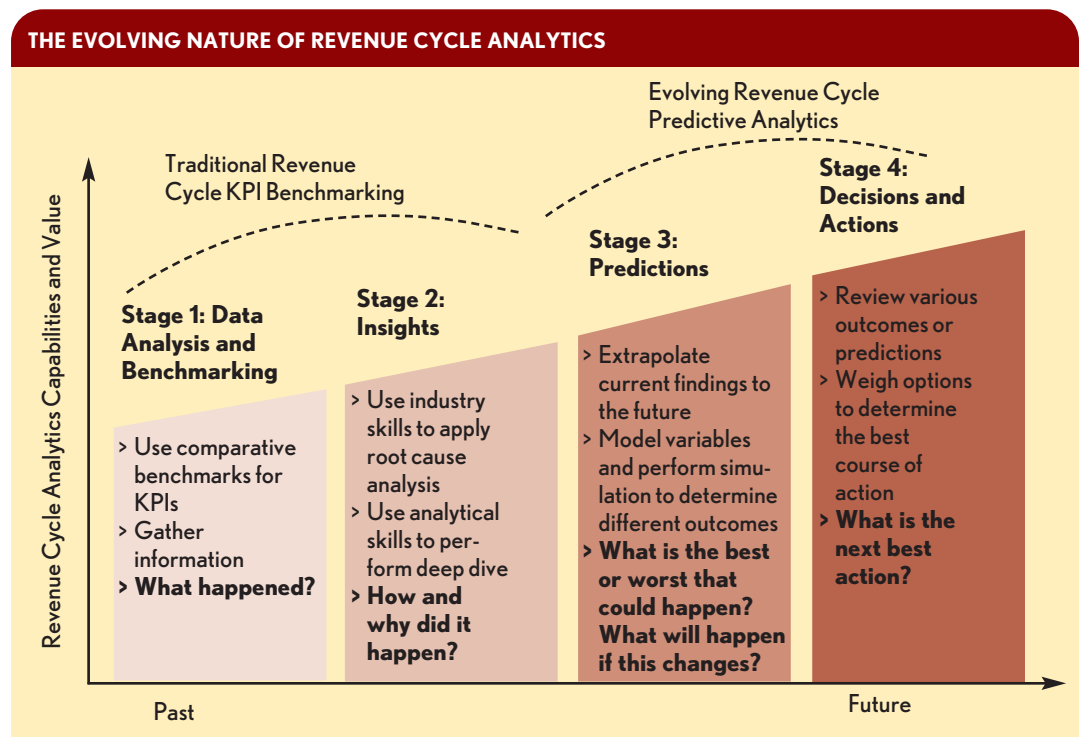 THE EVOLVING NATURE OF REVENUE CYCLE ANALYTICS
Evolving Revenue Cycle
Predictive Analytics
Traditional Revenue
Cycle KPI Benchmarking
Revenue Cycle Analytics Capabilities and Value
Stage 1: Data
Analysis and
Benchmarking
> Use comparative
benchmarks for
KPIs
> Gather
information
> What happened?
Stage 2:
Insights
> Use industry
skills to apply
root cause
analysis
> Use analytical
skills to per-
form deep dive
> How and
why did it
happen?
Stage 3:
Predictions
> Extrapolate
current findings to
the future
> Model variables
and perform simu-
lation to determine
different outcomes
> What is the best
or worst that
could happen?
What will happen
if this changes?
Stage 4:
Decisions and
Actions
> Review various
outcomes or
predictions
> Weigh options
to determine
the best
course of
action
> What is the
next best
action?
Past
Future